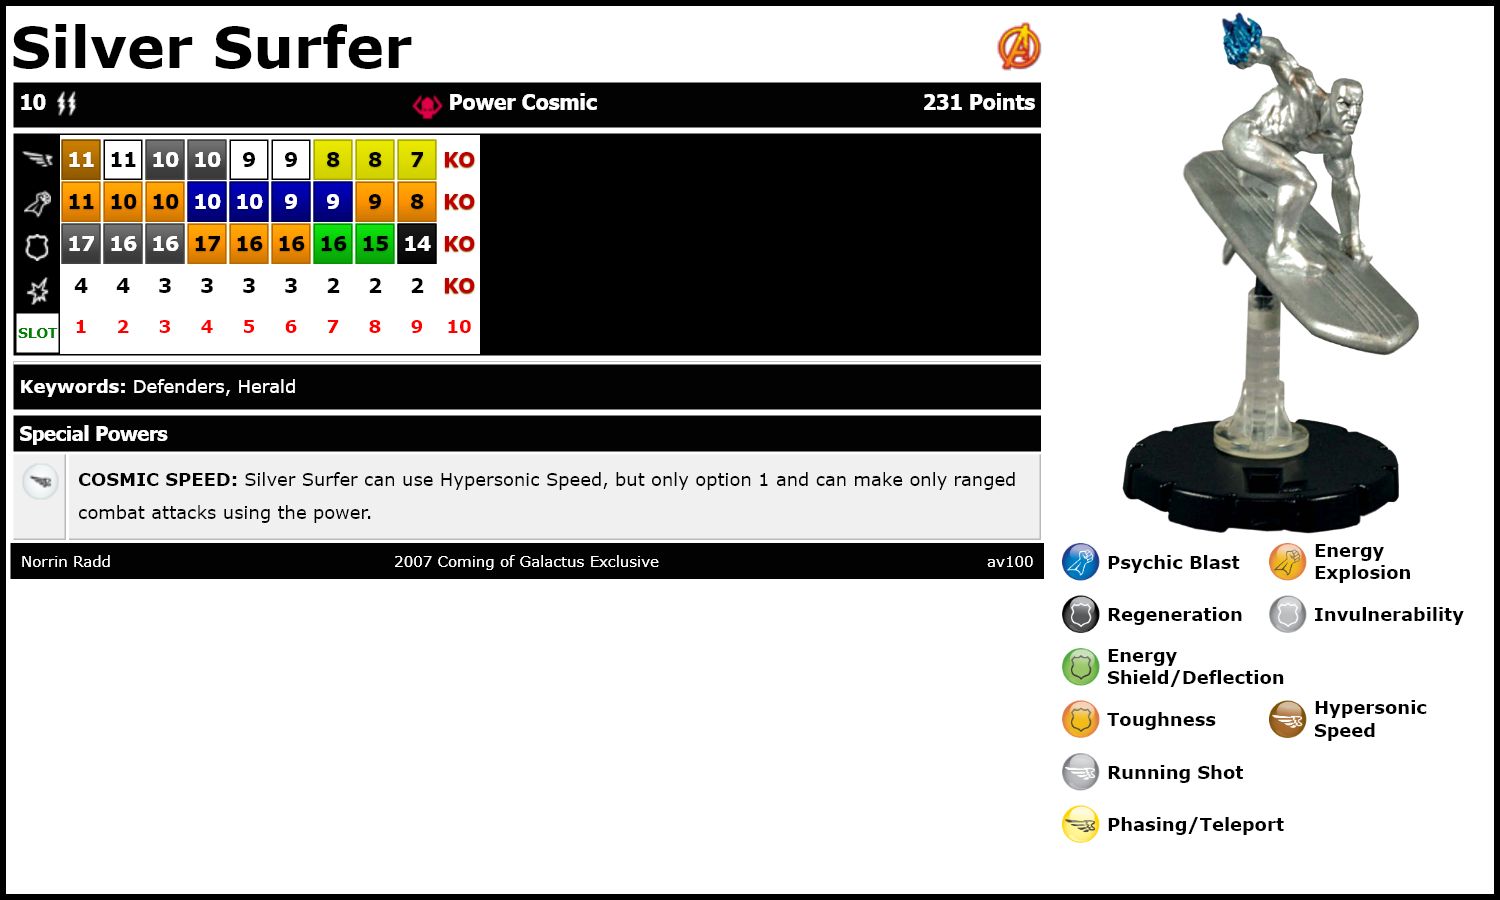 Silver Surfer
10 Power Cosmic 231 Points
11 11 10 10 9 9 8 8 7 KO
11 10 10 10 10 9 9 9 8 KO
17 16 16 17 16 16 16 15 14 KO
4 4 3 3 3 3 2 2 2 KO
SLOT 1 2 3 4 5 6 7 8 9 10
Keywords: Defenders, Herald
Special Powers
COSMIC SPEED: Silver Surfer can use Hypersonic Speed, but only option 1 and can make only ranged
combat attacks using the power.
Norrin Radd 2007 Coming of Galactus Exclusive av100
Psychic Blast
Energy
Explosion
Regeneration
Invulnerability
Energy
Shield/Deflection
Toughness
Hypersonic
Speed
Running Shot
Phasing/Teleport